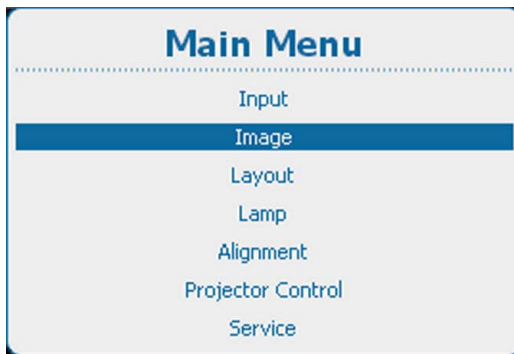 Main Menu
Input
Image
Layout
Lamp
Alignment
Projector Control
Service